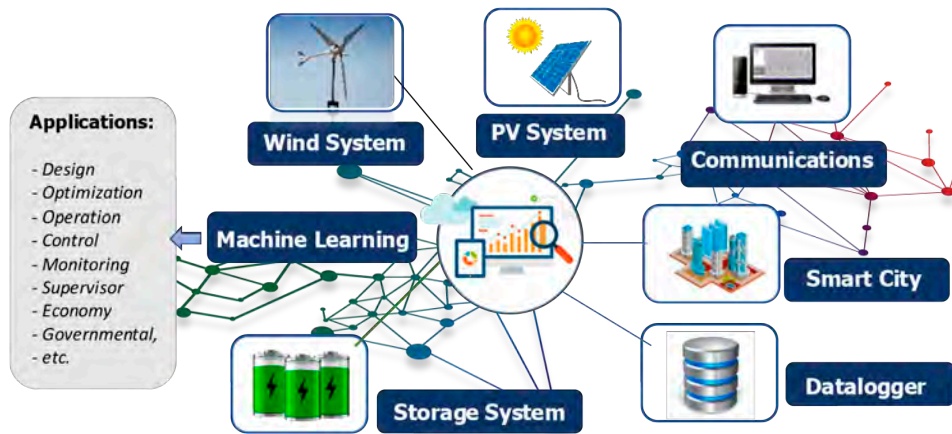 Applications:
- Design
- Optimization
- Operation
- Control
- Monitoring
- Supervisor
- Economy
- Governmental,
- etc.
Wind System
PV System
Communications
Machine Learning
Smart City
Datalogger
Storage System